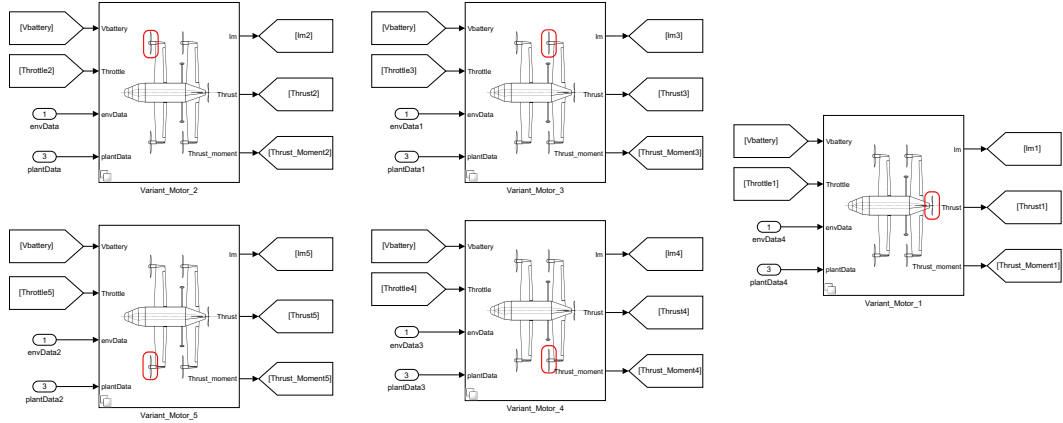 [Vbattery]
Vbattery
Im
[Im2]
[Throttle2]
Throttle
Thrust
[Thrust2]
1
envData
envData
3
plantData
plantData
Thrust_moment
[Thrust_Moment2]
Variant_Motor_2
[Vbattery]
Vbattery
Im
[Im3]
[Throttle3]
Throttle
Thrust
[Thrust3]
1
envData1
envData
3
plantData1
plantData
Thrust_moment
[Thrust_Moment3]
Variant_Motor_3
[Vbattery]
Vbattery
Im
[Im1]
[Throttle1]
Throttle
Thrust
[Thrust1]
1
envData4
envData
3
plantData4
plantData
Thrust_moment
[Thrust_Moment1]
Variant_Motor_1
[Vbattery]
Vbattery
Im
[Im5]
[Throttle5]
Throttle
Thrust
[Thrust5]
1
envData2
envData
3
plantData2
plantData
Thrust_moment
[Thrust_Moment5]
Variant_Motor_5
[Vbattery]
Vbattery
Im
[Im4]
[Throttle4]
Throttle
Thrust
[Thrust4]
1
envData3
envData
3
plantData3
plantData
Thrust_moment
[Thrust_Moment4]
Variant_Motor_4